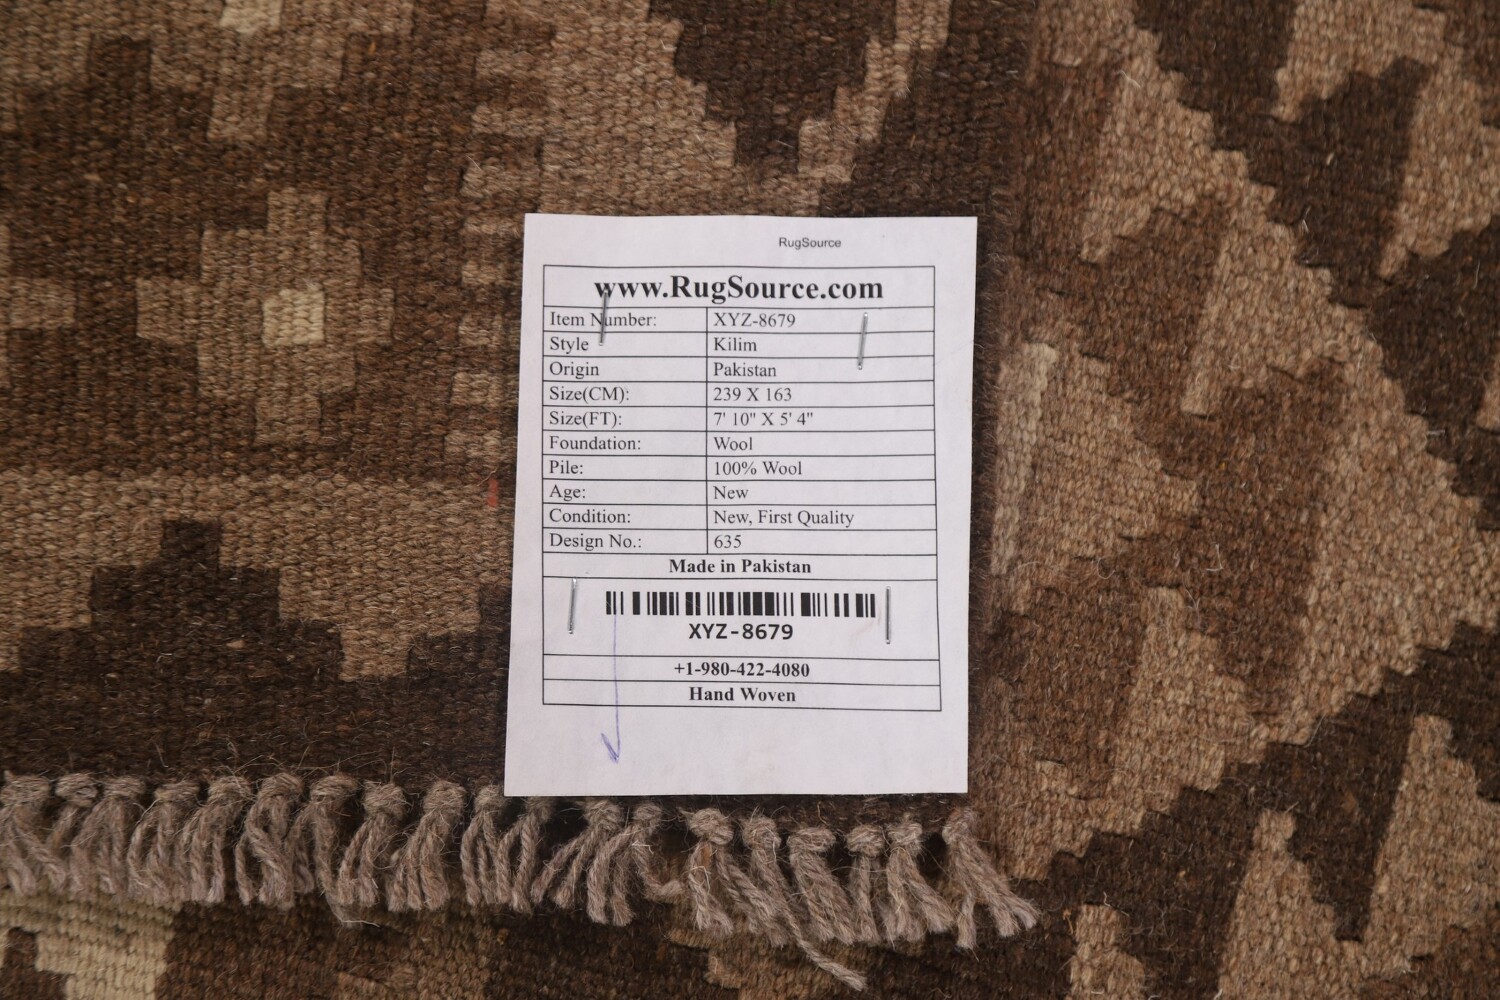 RugSource
www.RugSource.com
Item Number: XYZ-8679
Style Kilim
Origin Pakistan
Size(CM): 239 X 163
Size(FT): 7' 10" X 5' 4"
Foundation: Wool
Pile: 100% Wool
Age: New
Condition: New, First Quality
Design No.: 635
Made in Pakistan
XYZ-8679
+1-980-422-4080
Hand Woven